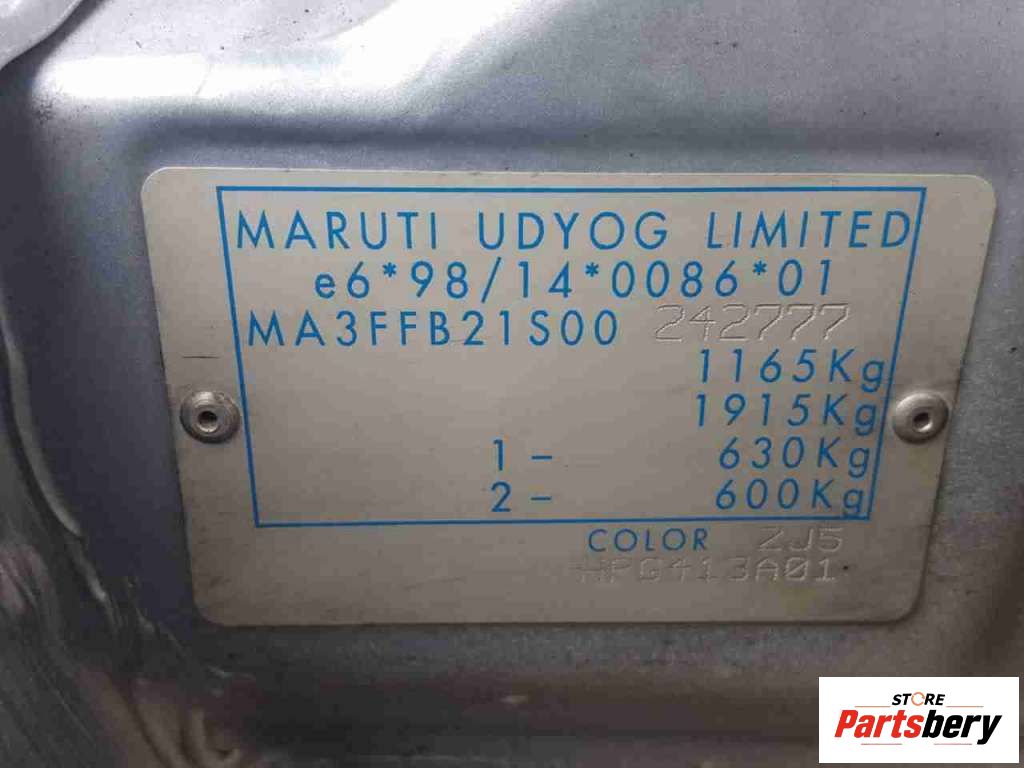 MARUTI UDYOG LIMITED
e6*98/14*0086*01
MA3FFB21S00 242777
1165Kg
1915Kg
1 - 630Kg
2 - 600Kg
COLOR ZJ5
HPG413A01
STORE
Partsbery